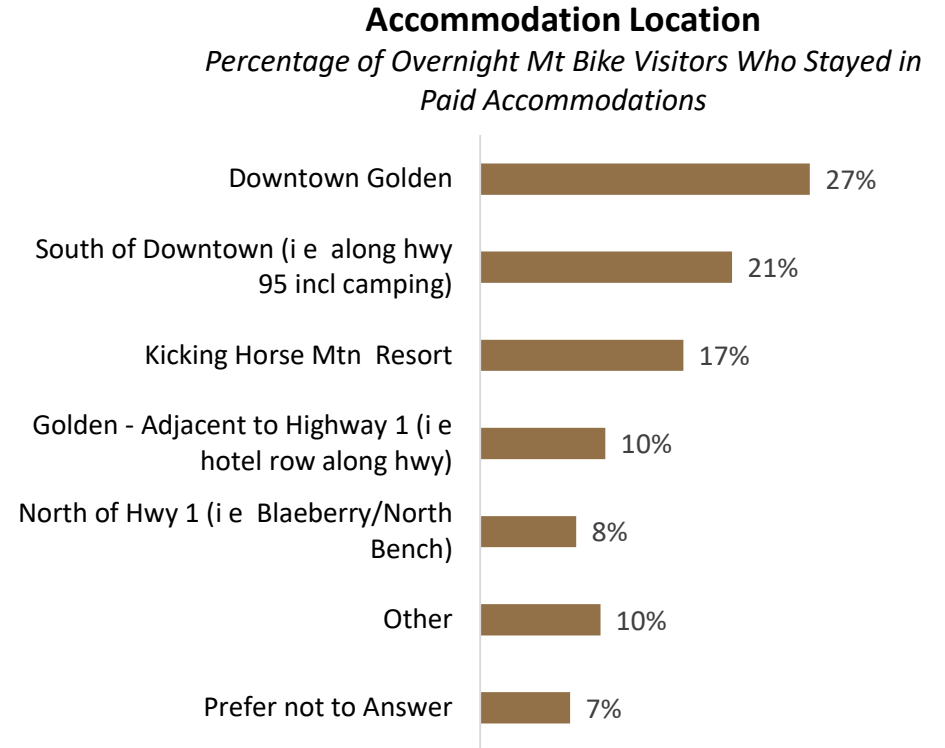 Accommodation Location
Percentage of Overnight Mt Bike Visitors Who Stayed in
Paid Accommodations
Downtown Golden
27%
South of Downtown (i e along hwy
95 incl camping)
21%
Kicking Horse Mtn Resort
17%
Golden - Adjacent to Highway 1 (i e
hotel row along hwy)
10%
North of Hwy 1 (i e Blaeberry/North
Bench)
8%
Other
10%
Prefer not to Answer
7%